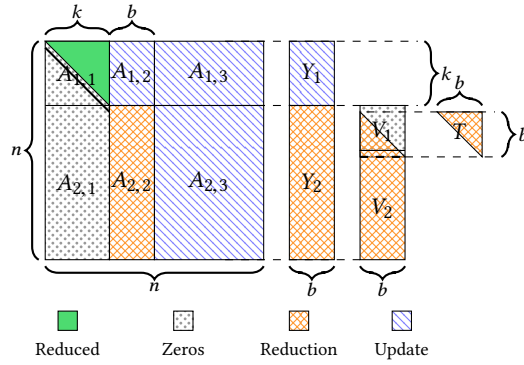 k b
A1,1 A1,2 A1,3 Y1
k b
V1 T b
n
A2,1 A2,2 A2,3 Y2 V2
n b b
Reduced Zeros Reduction Update